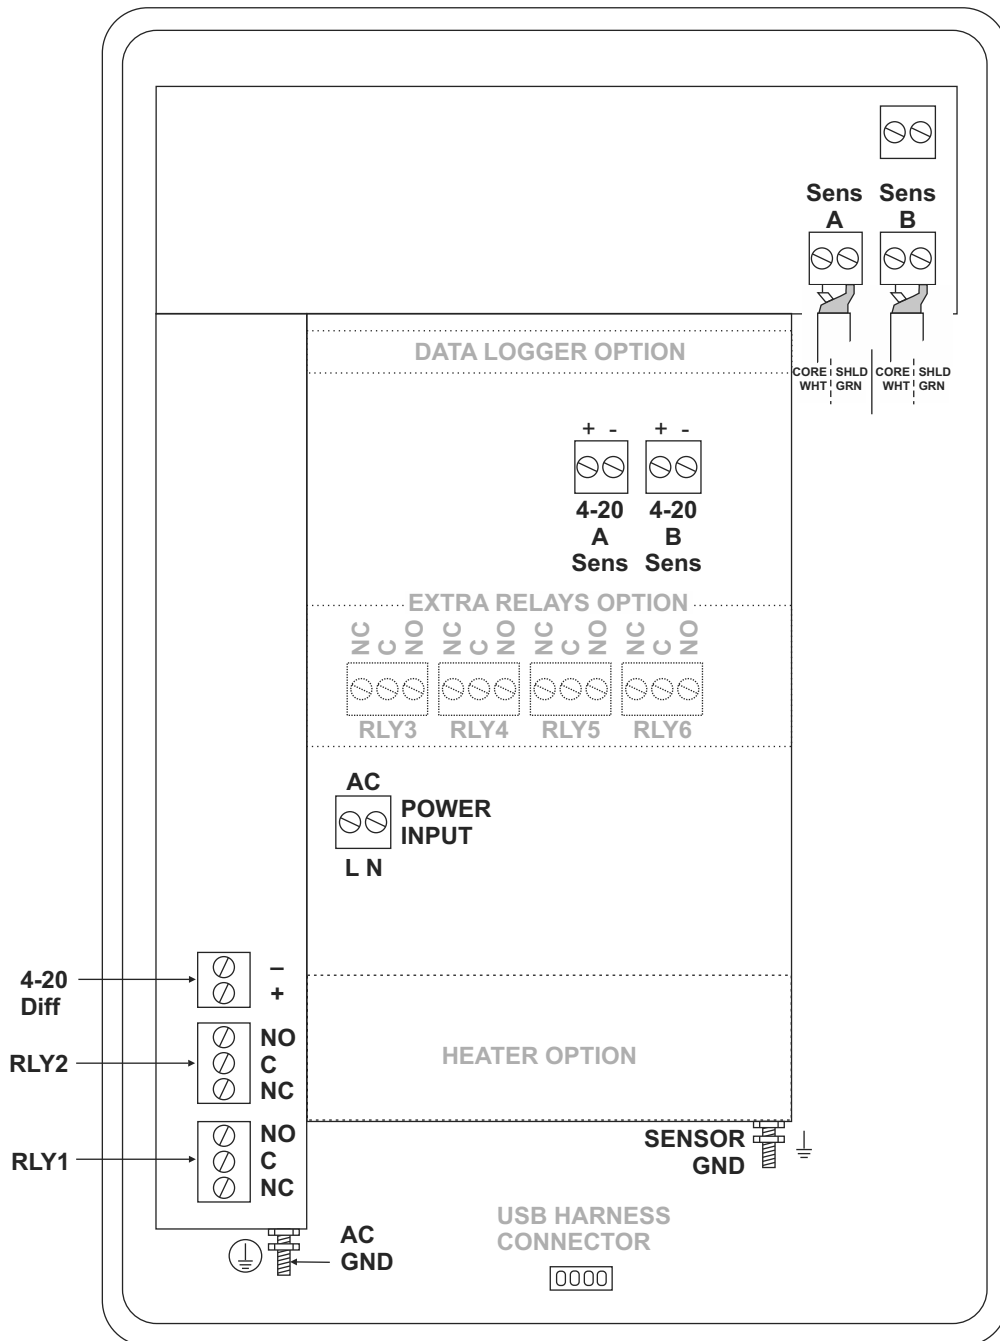 Sens Sens
A B
DATA LOGGER OPTION
CORE SHLD CORE SHLD
WHT GRN WHT GRN
+ - + -
4-20 4-20
A B
Sens Sens
EXTRA RELAYS OPTION
NC C NO NC C NO NC C NO NC C NO
RLY3 RLY4 RLY5 RLY6
AC
POWER
INPUT
L N
4-20
Diff
–
+
RLY2
NO
C
NC
HEATER OPTION
RLY1
NO
C
NC
SENSOR
GND
AC
GND
USB HARNESS
CONNECTOR